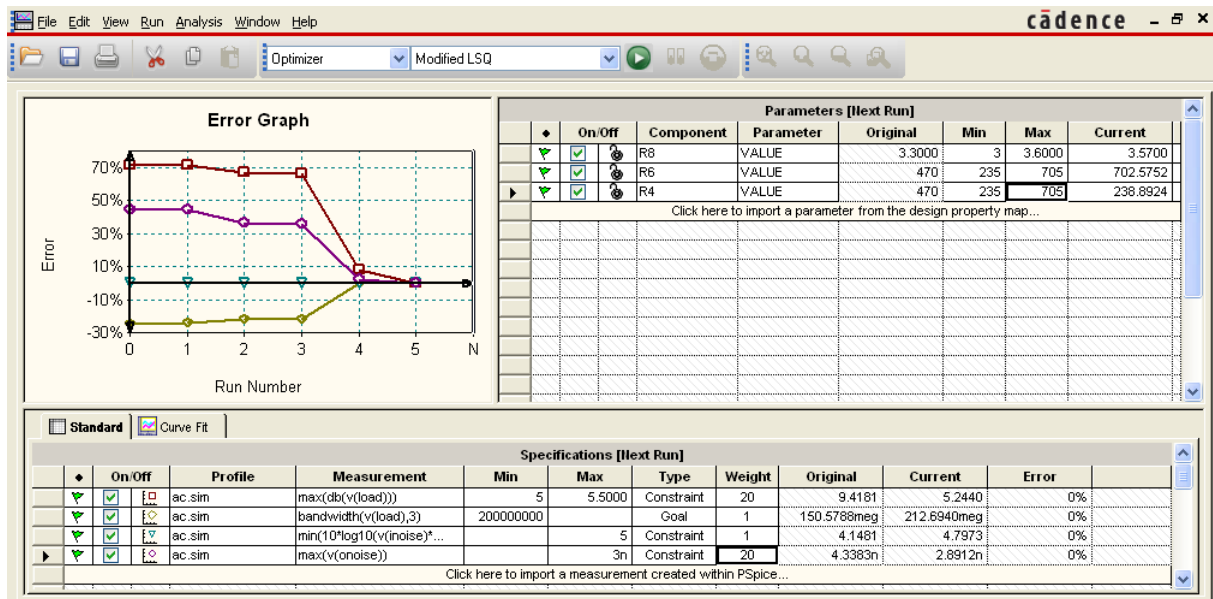 File Edit View Run Analysis Window Help cādence
Optimizer Modified LSQ
Error Graph
70%
50%
30%
10%
-10%
-30%
Error
0 1 2 3 4 5 N
Run Number
Parameters [Next Run]
On/Off Component Parameter Original Min Max Current
R8 VALUE 3.3000 3 3.6000 3.5700
R6 VALUE 470 235 705 702.5752
R4 VALUE 470 235 705 238.8924
Click here to import a parameter from the design property map...
Standard Curve Fit
Specifications [Next Run]
On/Off Profile Measurement Min Max Type Weight Original Current Error
ac.sim max(db(v(load))) 5 5.5000 Constraint 20 9.4181 5.2440 0%
ac.sim bandwidth(v(load),3) 200000000 Goal 1 150.5788meg 212.6940meg 0%
ac.sim min(10*log10(v(inoise)*... 5 Constraint 1 4.1481 4.7973 0%
ac.sim max(v(onoise)) 3n Constraint 20 4.3383n 2.8912n 0%
Click here to import a measurement created within PSpice...